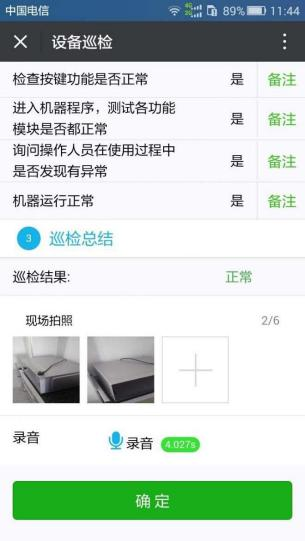 中国电信 4G 2G 89% 11:44
× 设备巡检
检查按键功能是否正常 是 备注
进入机器程序，测试各功能
模块是否都正常 是 备注
询问操作人员在使用过程中
是否发现有异常 是 备注
机器运行正常 是 备注
3 巡检总结
巡检结果: 正常
现场拍照 2/6
录音 录音 4.027s
确定